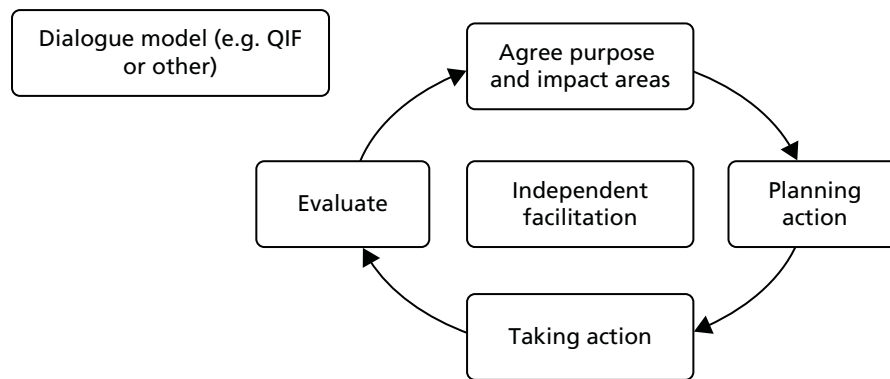 Dialogue model (e.g. QIF
or other)
Agree purpose
and impact areas
Evaluate
Independent
facilitation
Planning
action
Taking action